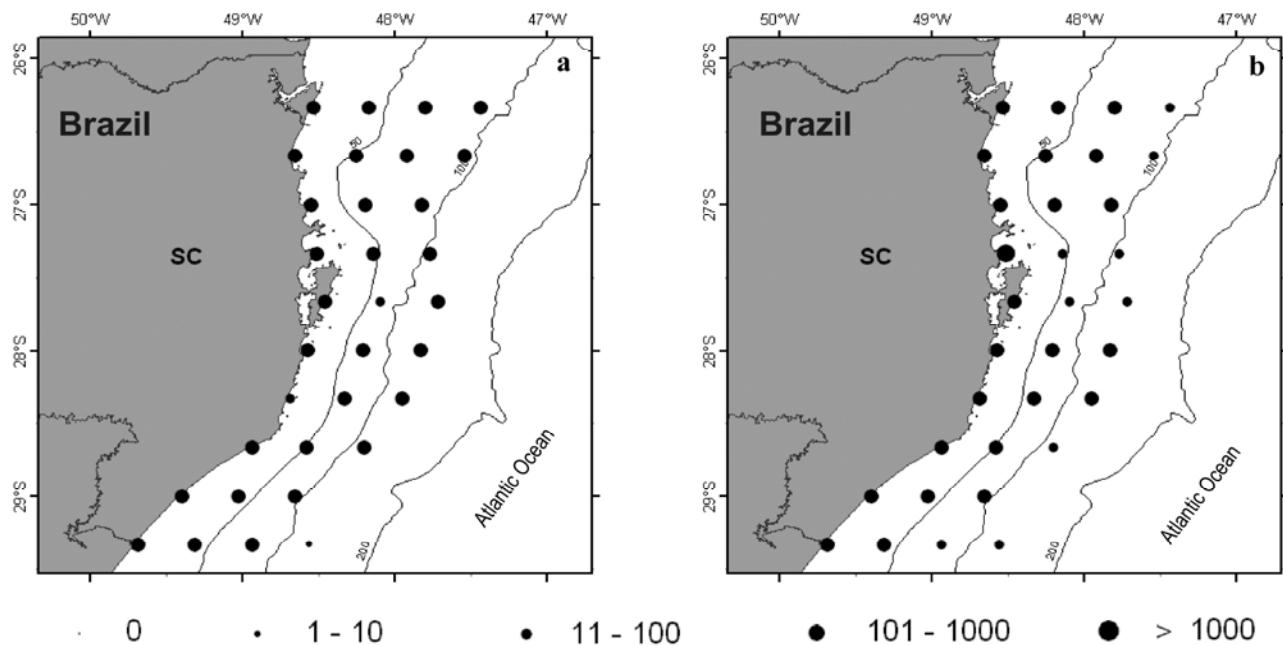 50°W 49°W 48°W 47°W 50°W 49°W 48°W 47°W
26°S a 26°S b
Brazil Brazil
50 50
100 100
27°S 27°S
SC SC
28°S 28°S
29°S Atlantic Ocean 29°S Atlantic Ocean
200 200
0 1 - 10 11 - 100 101 - 1000 > 1000